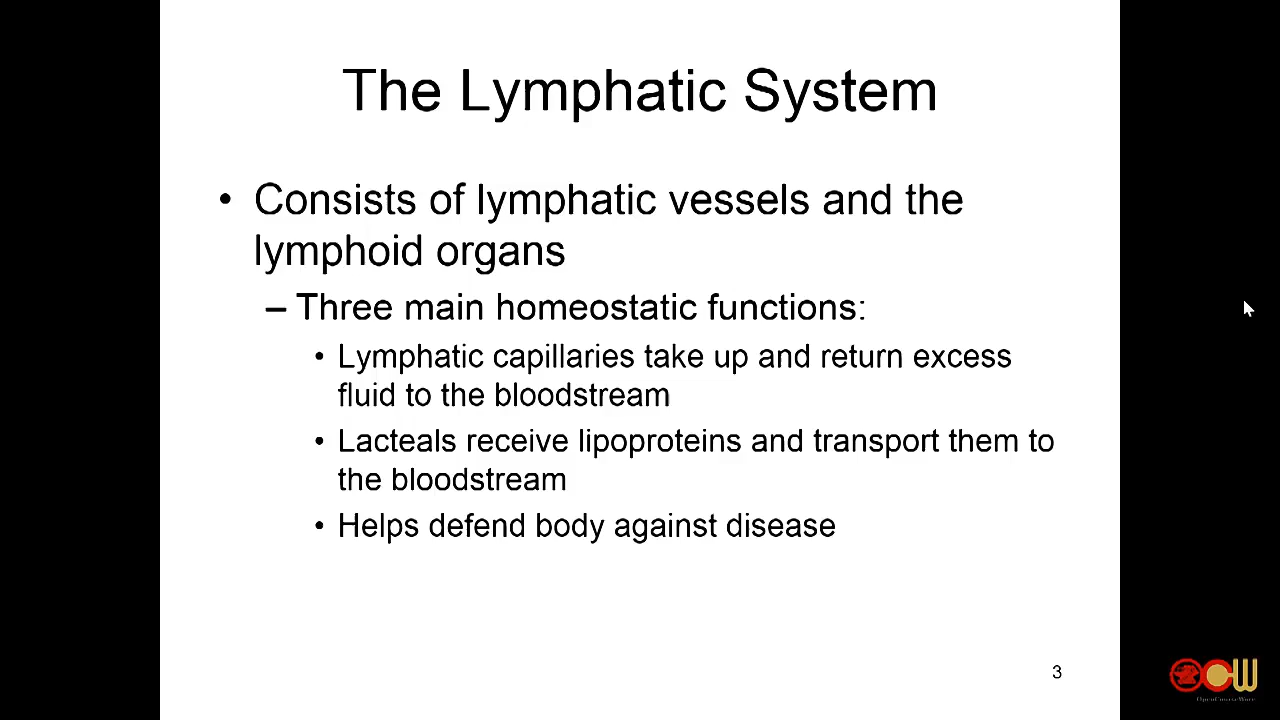 The Lymphatic System
• Consists of lymphatic vessels and the
lymphoid organs
– Three main homeostatic functions:
• Lymphatic capillaries take up and return excess
fluid to the bloodstream
• Lacteals receive lipoproteins and transport them to
the bloodstream
• Helps defend body against disease
3
OCW
OpenCourseWare